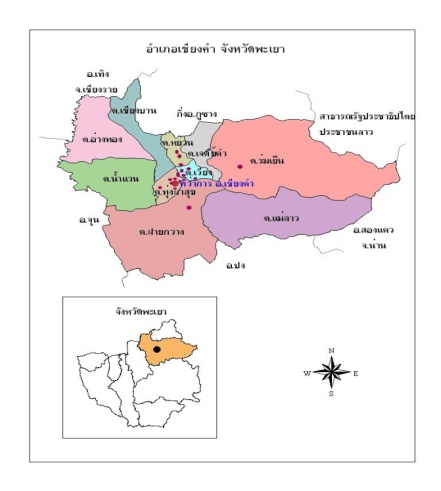 อำเภอเชียงคำ จังหวัดพะเยา
อ.เทิง
จ.เชียงราย
ต.เชียงบาน
กิ่งอ.ภูซาง
สาธารณรัฐประชาธิปไตย
ประชาชนลาว
ต.อ่างทอง
ต.หย่วน
ต.เจดีย์คำ
ต.ร่มเย็น
ต.น้ำแวน
ต.เวียง
ที่ว่าการ อ.เชียงคำ
ต.ทุ่งผาสุข
อ.จุน
ต.ฝายกวาง
ต.แม่ลาว
อ.สองแคว
จ.น่าน
อ.ปง
จังหวัดพะเยา
N
W
E
S